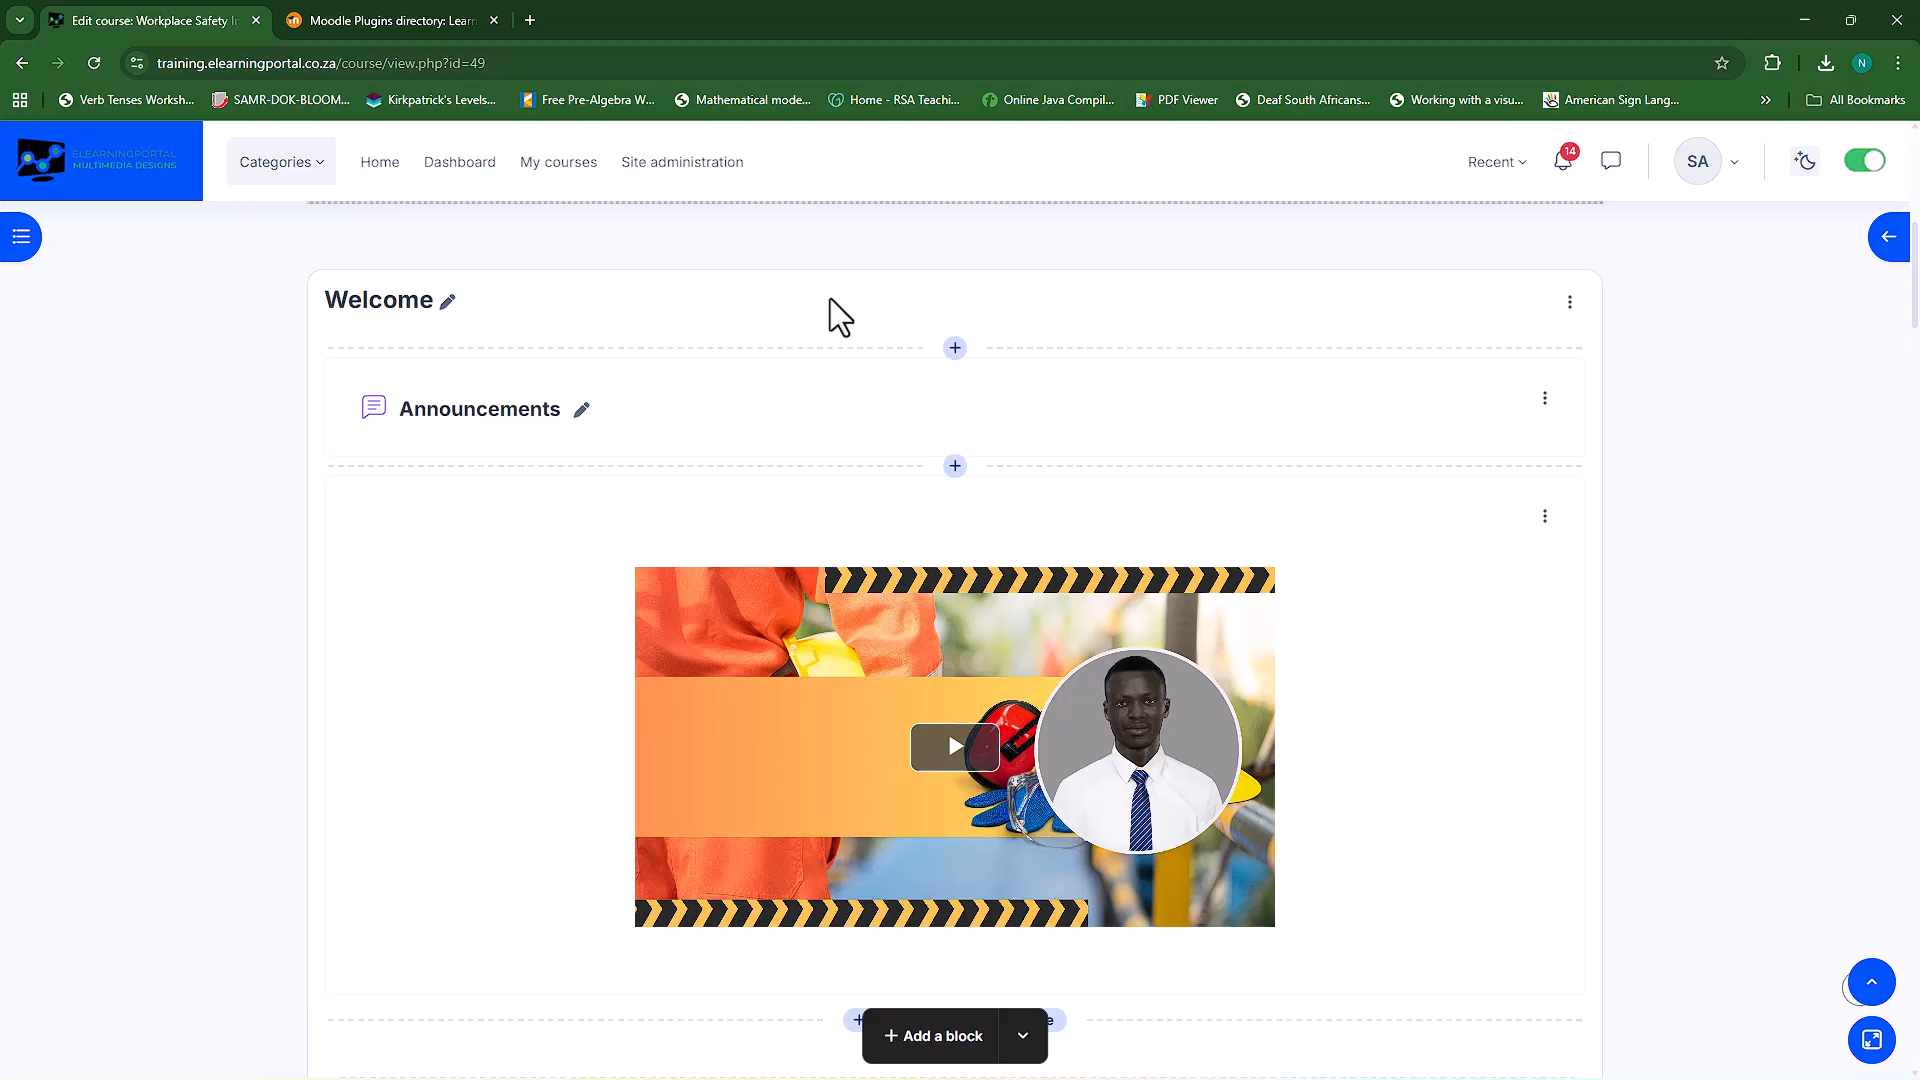 Edit course: Workplace Safety In
Moodle Plugins directory: Learn
training.elearningportal.co.za/course/view.php?id=49
N
Verb Tenses Worksh...
SAMR-DOK-BLOOM...
Kirkpatrick's Levels...
Free Pre-Algebra W...
Mathematical mode...
Home - RSA Teachi...
Online Java Compil...
PDF Viewer
Deaf South Africans...
Working with a visu...
American Sign Lang...
All Bookmarks
ELEARNINGPORTAL
MULTIMEDIA DESIGNS
Categories
Home
Dashboard
My courses
Site administration
Recent
14
SA
Welcome
Announcements
+ Add a block